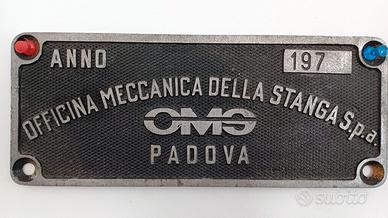 ANNO 197
OFFICINA MECCANICA DELLA STANGA S.p.a.
OMS
PADOVA
subito